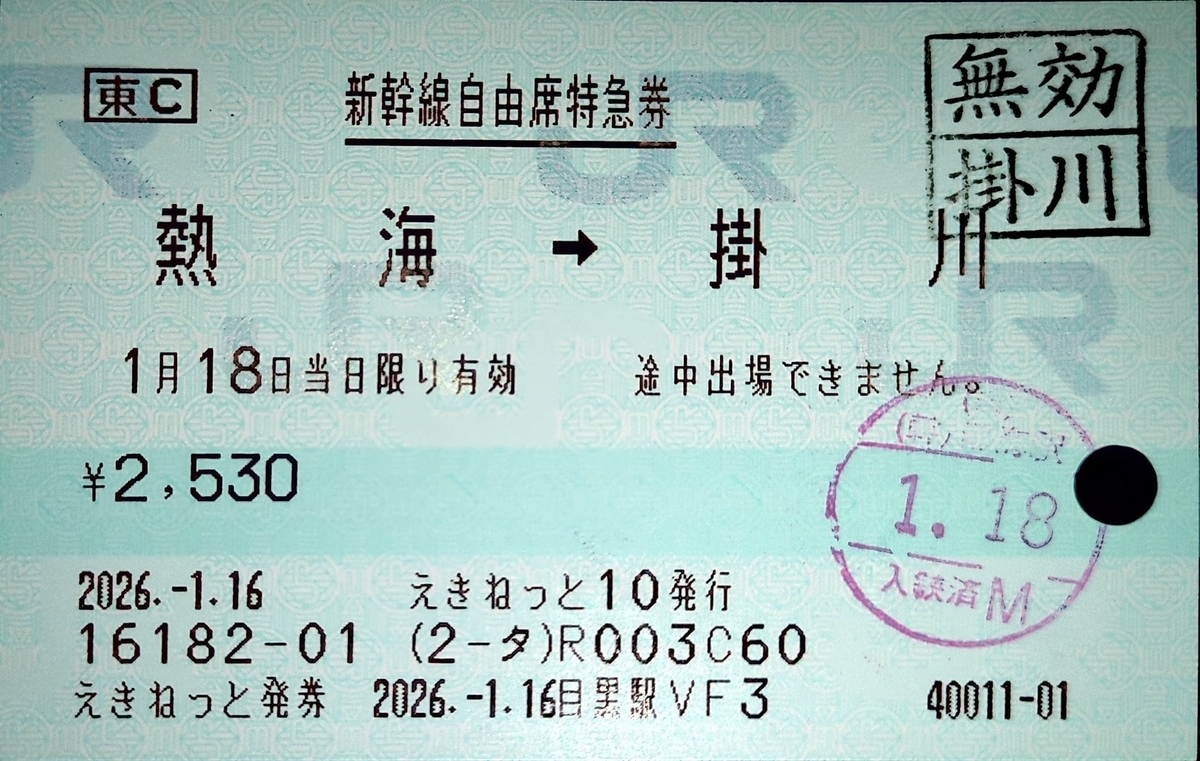 東C 新幹線自由席特急券
無効
掛川
熱海 → 掛川
1月18日当日限り有効 途中出場できません。
¥2,530
1. 18
入鋏済 M
2026.-1.16 えきねっと10発行
16182-01 (2-タ)R003C60
えきねっと発券 2026.-1.16目黒駅VF3 40011-01